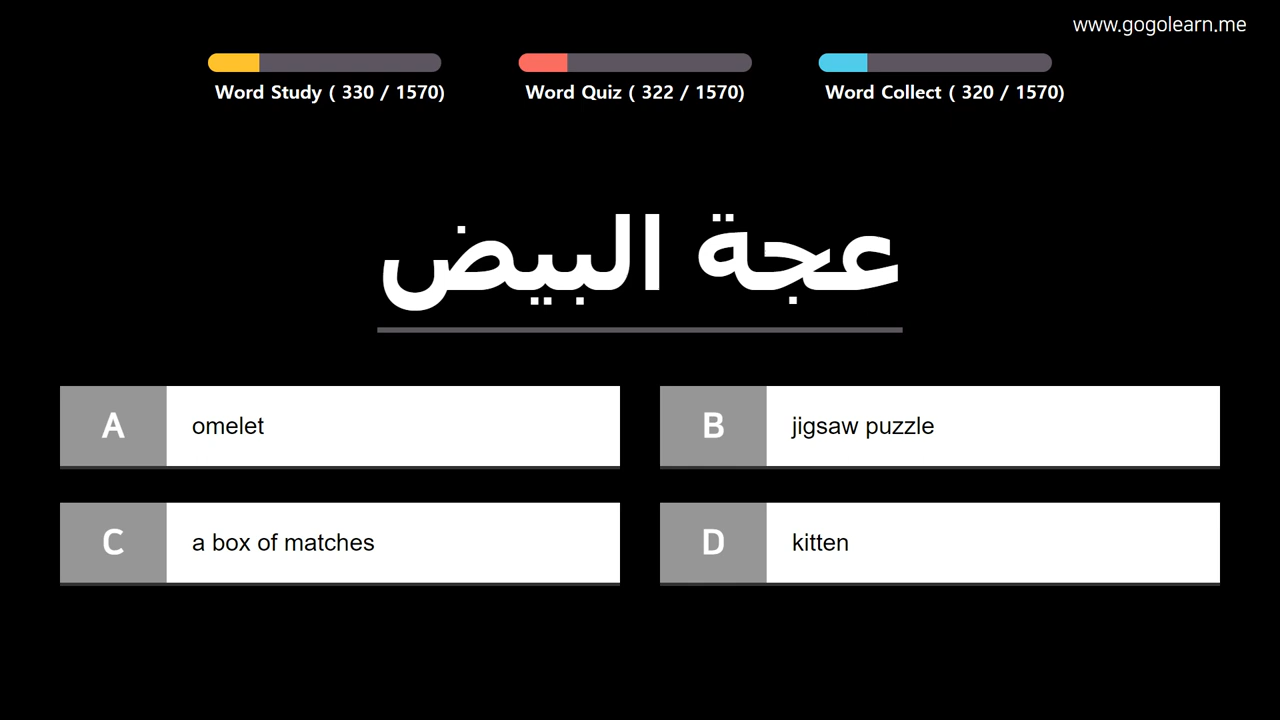 www.gogolearn.me
Word Study ( 330 / 1570)
Word Quiz ( 322 / 1570)
Word Collect ( 320 / 1570)
عجة البيض
A omelet
B jigsaw puzzle
C a box of matches
D kitten